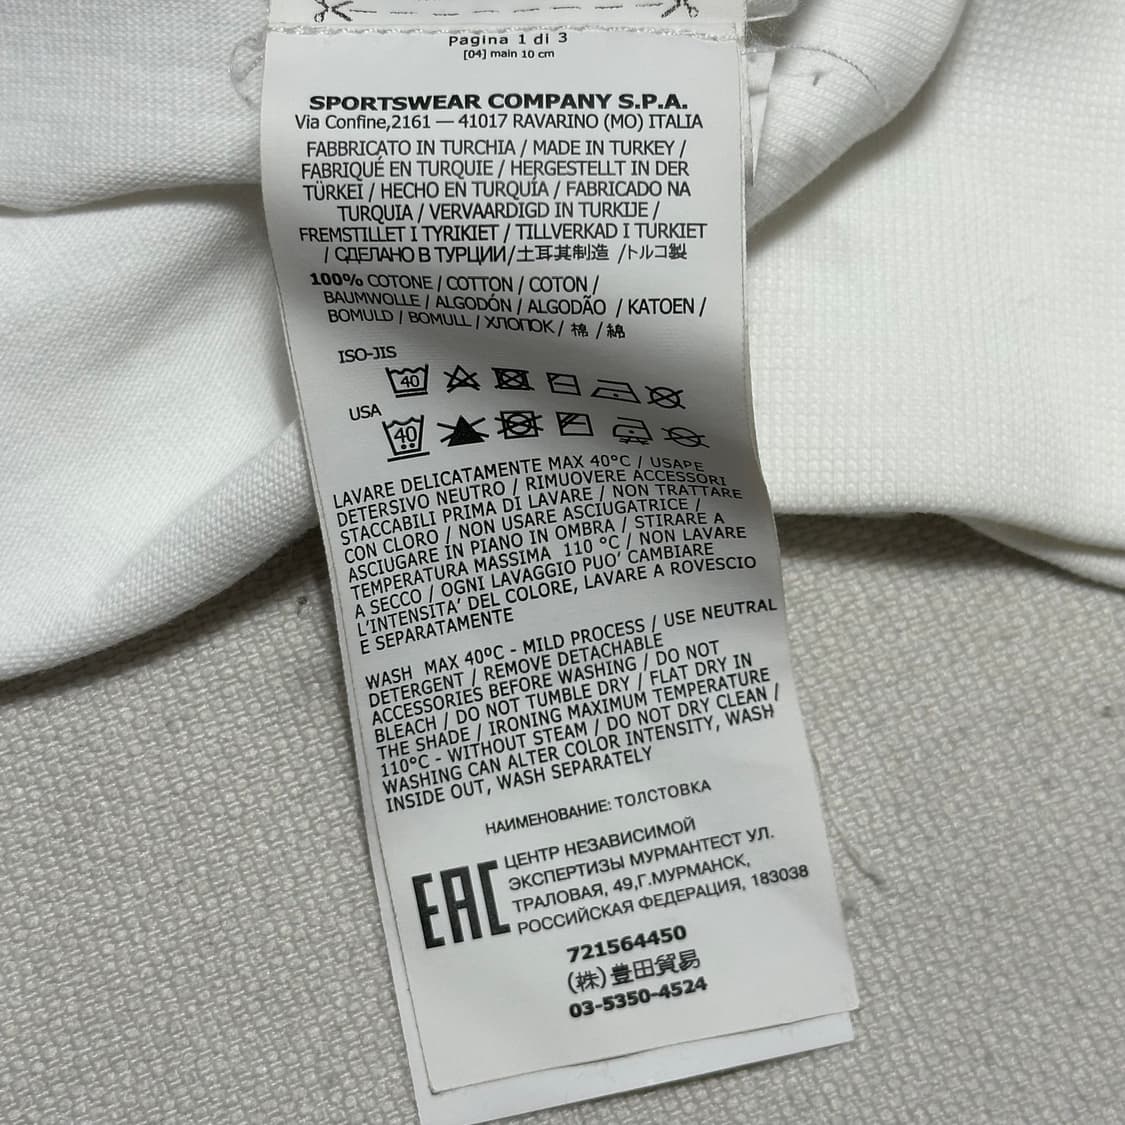 Pagina 1 di 3
[04] main 10 cm
SPORTSWEAR COMPANY S.P.A.
Via Confine,2161 — 41017 RAVARINO (MO) ITALIA
FABBRICATO IN TURCHIA / MADE IN TURKEY /
FABRIQUÉ EN TURQUIE / HERGESTELLT IN DER
TÜRKEI / HECHO EN TURQUÍA / FABRICADO NA
TURQUIA / VERVAARDIGD IN TURKIJE /
FREMSTILLET I TYRIKIET / TILLVERKAD I TURKIET
/ СДЕЛАНО В ТУРЦИИ/土耳其制造 /トルコ製
100% COTONE / COTTON / COTON /
BAUMWOLLE / ALGODÓN / ALGODÃO / KATOEN /
BOMULD / BOMULL / ХЛОПОК / 棉 / 綿
ISO-JIS
40
USA
40
LAVARE DELICATAMENTE MAX 40°C / USAPE
DETERSIVO NEUTRO / RIMUOVERE ACCESSORI
STACCABILI PRIMA DI LAVARE / NON TRATTARE
CON CLORO / NON USARE ASCIUGATRICE /
ASCIUGARE IN PIANO IN OMBRA / STIRARE A
TEMPERATURA MASSIMA 110 °C / NON LAVARE
A SECCO / OGNI LAVAGGIO PUO' CAMBIARE
L'INTENSITA' DEL COLORE, LAVARE A ROVESCIO
E SEPARATAMENTE
WASH MAX 40ºC - MILD PROCESS / USE NEUTRAL
DETERGENT / REMOVE DETACHABLE
ACCESSORIES BEFORE WASHING / DO NOT
BLEACH / DO NOT TUMBLE DRY / FLAT DRY IN
THE SHADE / IRONING MAXIMUM TEMPERATURE
110°C - WITHOUT STEAM / DO NOT DRY CLEAN /
WASHING CAN ALTER COLOR INTENSITY, WASH
INSIDE OUT, WASH SEPARATELY
НАИМЕНОВАНИЕ: ТОЛСТОВКА
EAC
ЦЕНТР НЕЗАВИСИМОЙ
ЭКСПЕРТИЗЫ МУРМАНТЕСТ УЛ.
ТРАЛОВАЯ, 49,Г.МУРМАНСК,
РОССИЙСКАЯ ФЕДЕРАЦИЯ, 183038
721564450
(株)豊田貿易
03-5350-4524